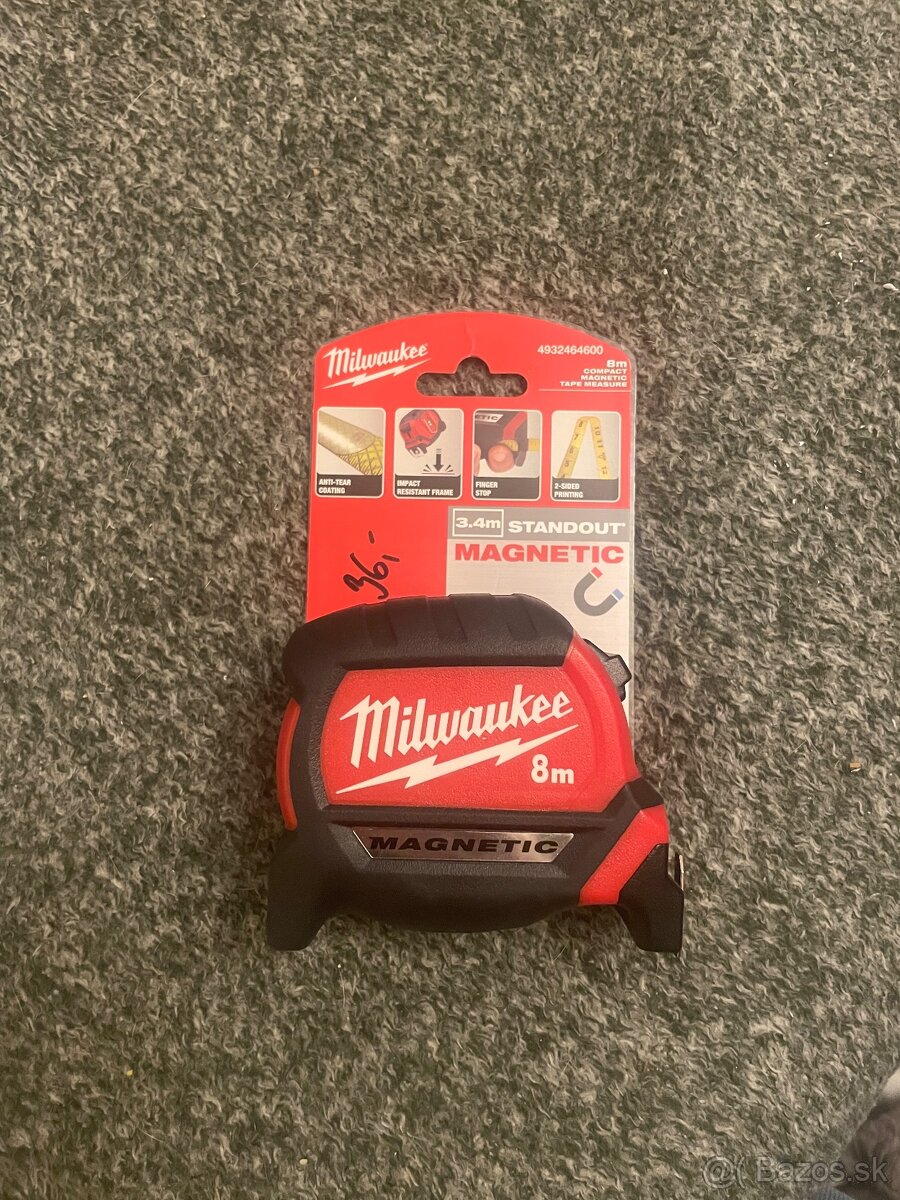 Milwaukee
4932464600
8m
COMPACT
MAGNETIC
TAPE MEASURE
ETIC
ANTI-TEAR
COATING
IMPACT
RESISTANT FRAME
FINGER
STOP
2-SIDED
PRINTING
3.4m STANDOUT
MAGNETIC
36,-
Milwaukee
8m
MAGNETIC
@( Bazos.sk